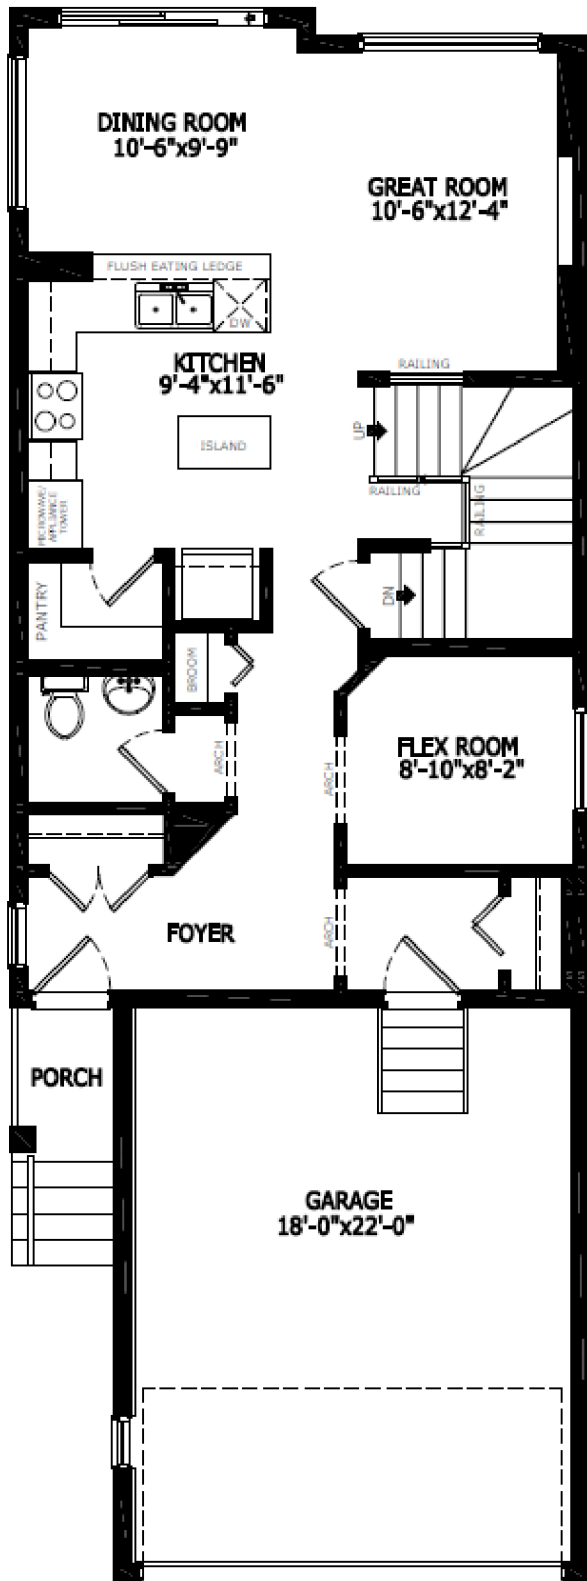 DINING ROOM
10'-6"x9'-9"
GREAT ROOM
10'-6"x12'-4"
FLUSH EATING LEDGE
DW
KITCHEN
9'-4"x11'-6"
RAILING
UP
ISLAND
RAILING
RAILING
MICROWAVE/
APPLIANCE
TOWER
PANTRY
DN
BROOM
ARCH
ARCH
FLEX ROOM
8'-10"x8'-2"
FOYER
ARCH
PORCH
GARAGE
18'-0"x22'-0"